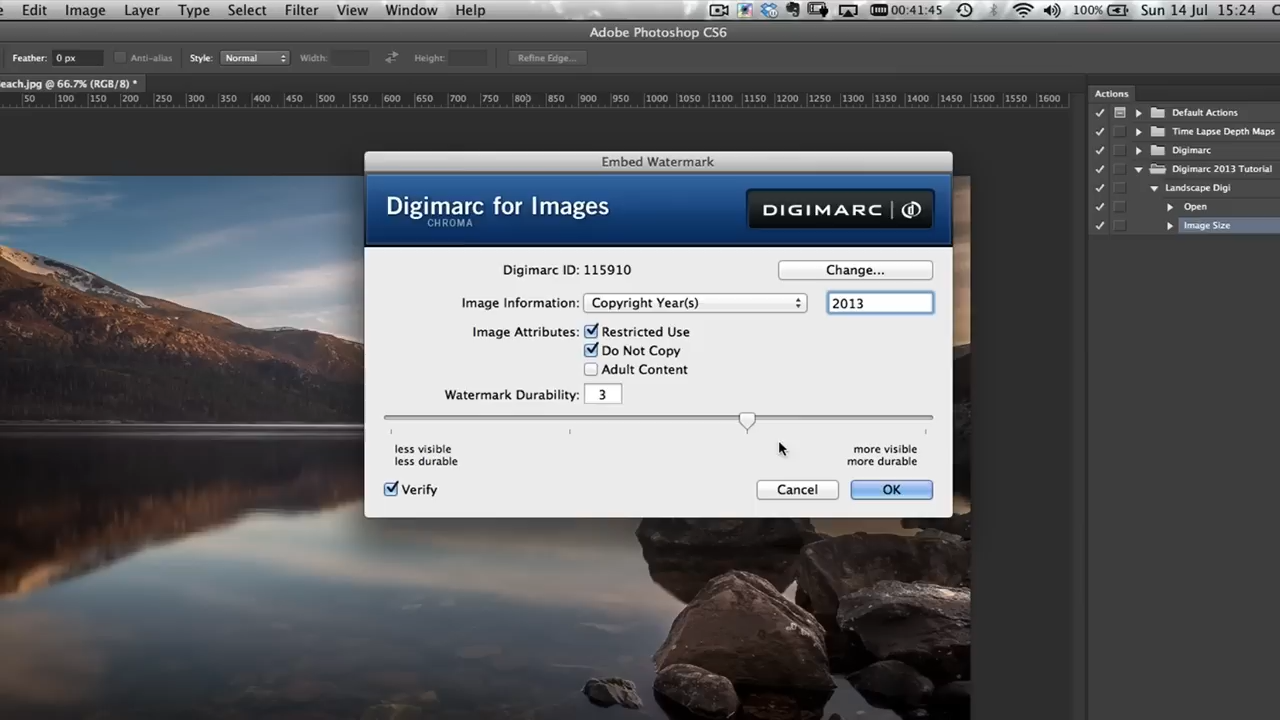 Edit Image Layer Type Select Filter View Window Help 00:41:45 100% Sun 14 Jul 15:24
Adobe Photoshop CS6
Feather: 0 px Anti-alias Style: Normal Width: Height: Refine Edge...
each.jpg @ 66.7% (RGB/8) *
50 100 150 200 250 300 350 400 450 500 550 600 650 700 750 800 850 900 950 1000 1050 1100 1150 1200 1250 1300 1350 1400 1450 1500 1550 1600
Actions
Default Actions
Time Lapse Depth Maps
Digimarc
Digimarc 2013 Tutorial
Landscape Digi
Open
Image Size
Embed Watermark
Digimarc for Images
CHROMA
DIGIMARC | d
Digimarc ID: 115910 Change...
Image Information: Copyright Year(s) 2013
Image Attributes: Restricted Use
Do Not Copy
Adult Content
Watermark Durability: 3
less visible more visible
less durable more durable
Verify Cancel OK